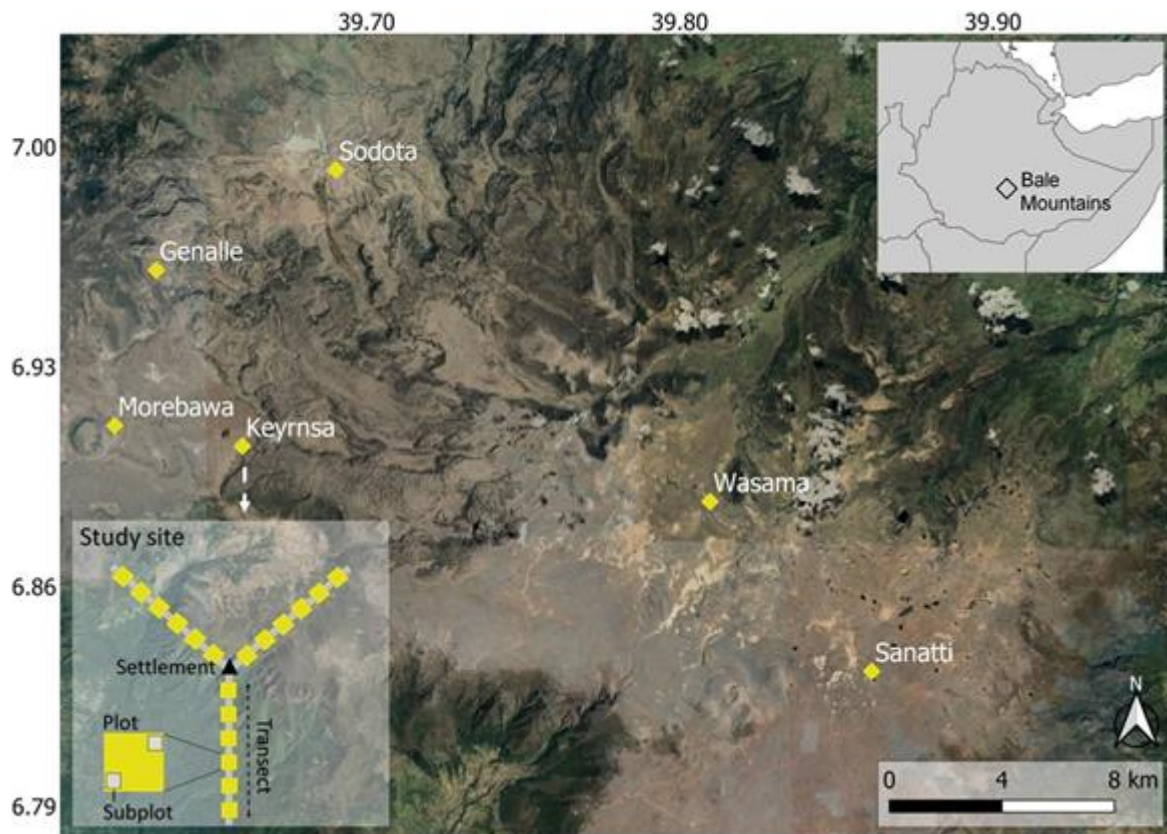 39.70 39.80 39.90
7.00
6.93
6.86
6.79
Sodota
Genalle
Morebawa
Keyrnsa
Wasama
Sanatti
Bale
Mountains
Study site
Settlement
Transect
Plot
Subplot
N
0 4 8 km